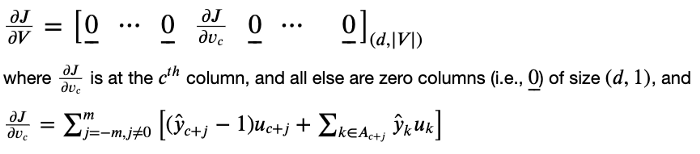 ∂J/∂V = [0 ⋯ 0 ∂J/∂v_c 0 ⋯ 0]_(d,|V|)
where ∂J/∂v_c is at the c^th column, and all else are zero columns (i.e., 0) of size (d, 1), and
∂J/∂v_c = ∑_{j=-m,j≠0}^{m} [(ŷ_{c+j} − 1)u_{c+j} + ∑_{k∈A_{c+j}} ŷ_k u_k]